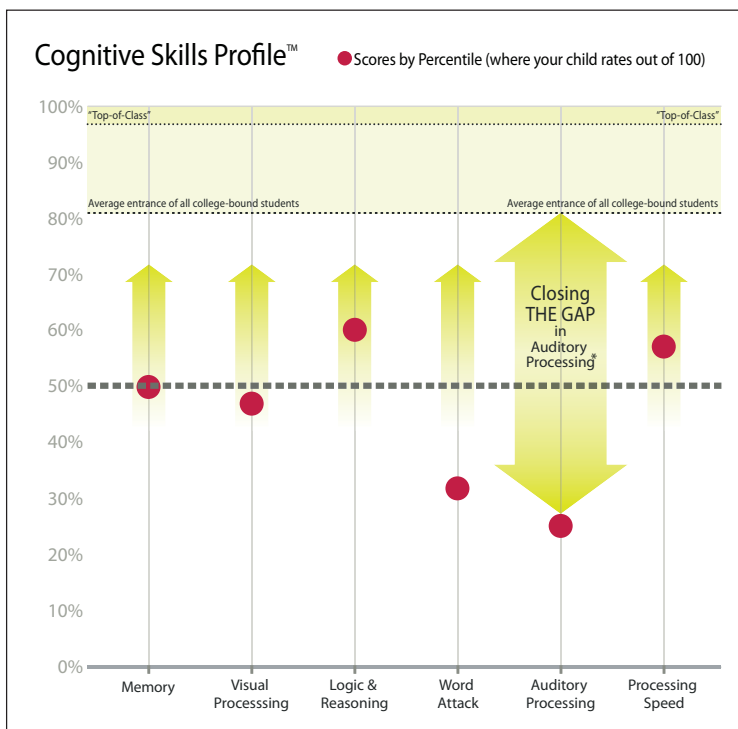 Cognitive Skills Profile™
Scores by Percentile (where your child rates out of 100)
100%
"Top-of-Class"
"Top-of-Class"
90%
Average entrance of all college-bound students
Average entrance of all college-bound students
80%
70%
Closing
THE GAP
in
Auditory
Processing*
60%
50%
40%
30%
20%
10%
0%
Memory
Visual
Processsing
Logic &
Reasoning
Word
Attack
Auditory
Processing
Processing
Speed